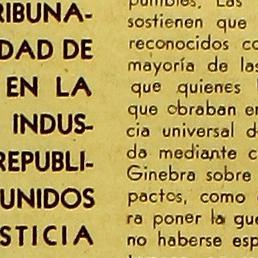 RIBUNA-
DAD DE
EN LA
INDUS-
REPUBLI-
UNIDOS
STICIA
punibles. Las
sostienen que
reconocidos co
mayoría de las
que quienes
que obraban en
cia universal d
da mediante c
Ginebra sobre
pactos, como
ra poner la gue
no haberse esp